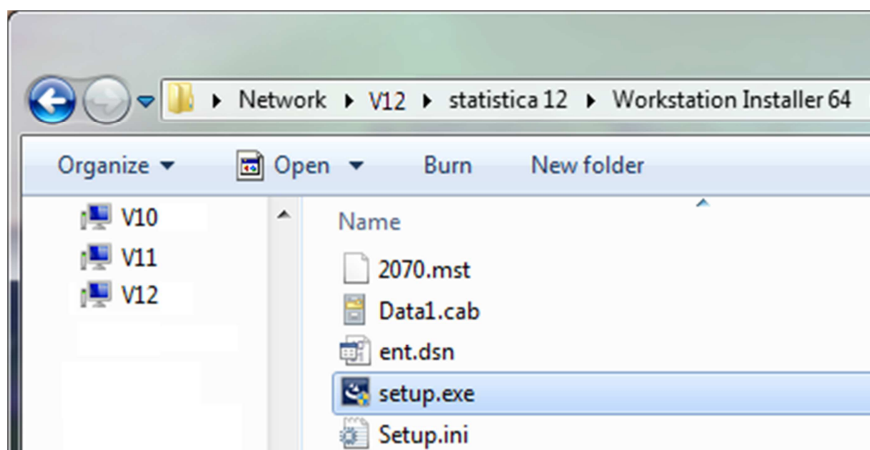 Network V12 statistica 12 Workstation Installer 64
Organize Open Burn New folder
V10
V11
V12
Name
2070.mst
Data1.cab
ent.dsn
setup.exe
Setup.ini